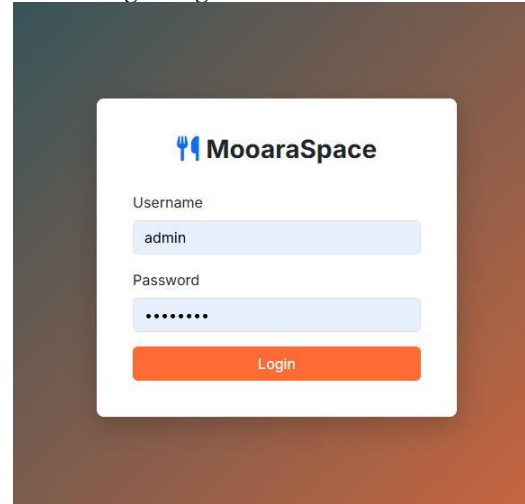 MooaraSpace
Username
admin
Password
••••••••
Login